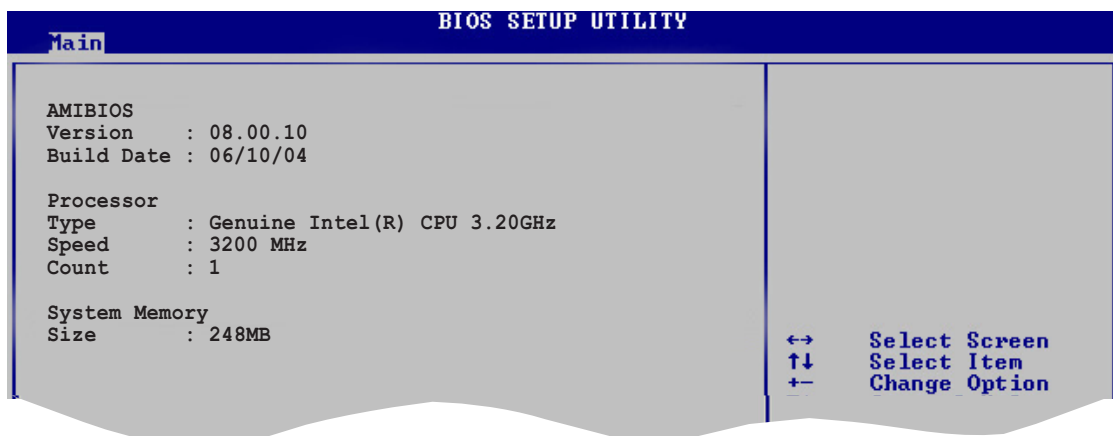 BIOS SETUP UTILITY
Main
AMIBIOS
Version : 08.00.10
Build Date : 06/10/04
Processor
Type : Genuine Intel(R) CPU 3.20GHz
Speed : 3200 MHz
Count : 1
System Memory
Size : 248MB
←→ Select Screen
↑↓ Select Item
+- Change Option